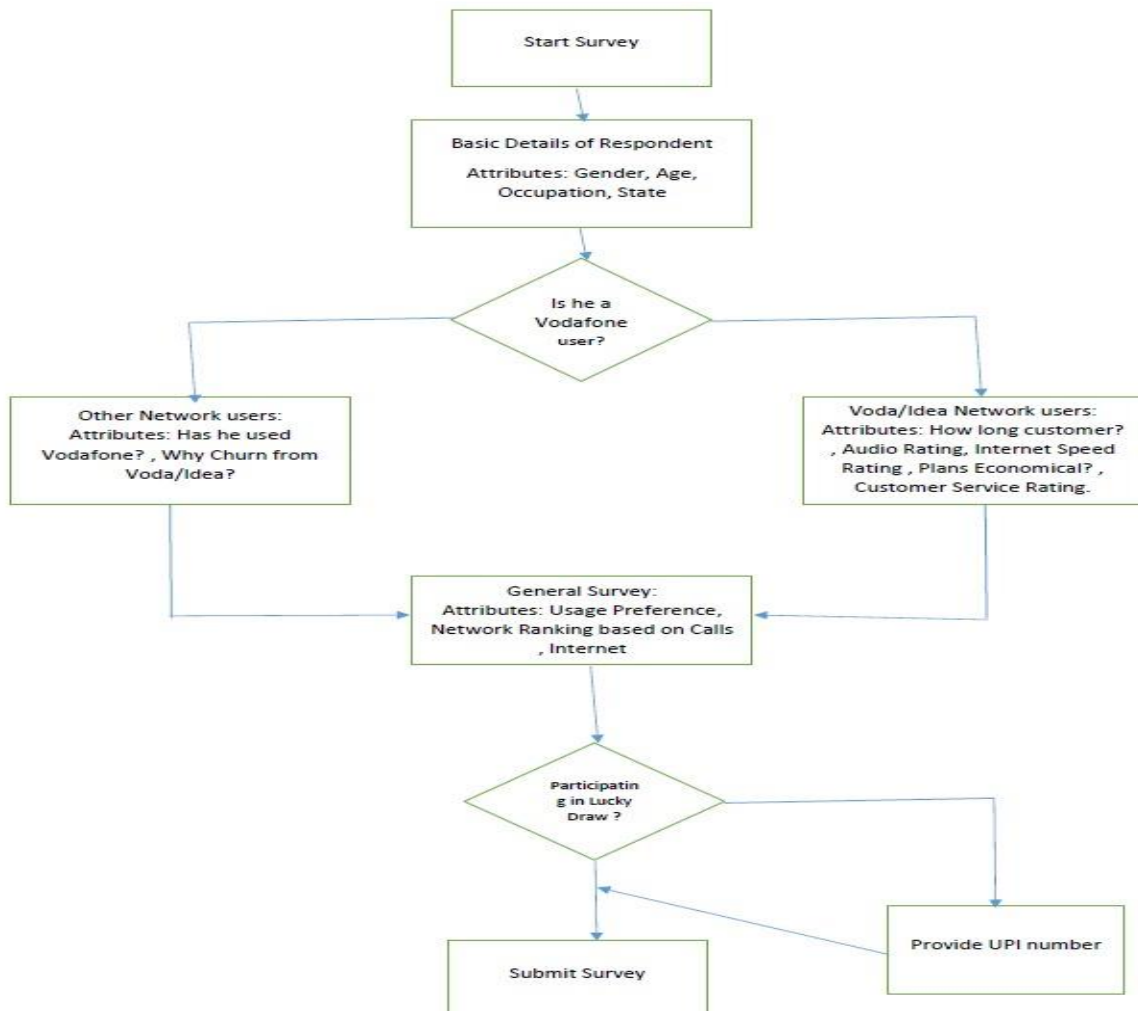 Start Survey
Basic Details of Respondent
Attributes: Gender, Age,
Occupation, State
Is he a
Vodafone
user?
Other Network users:
Attributes: Has he used
Vodafone? , Why Churn from
Voda/Idea?
Voda/Idea Network users:
Attributes: How long customer?
, Audio Rating, Internet Speed
Rating , Plans Economical? ,
Customer Service Rating.
General Survey:
Attributes: Usage Preference,
Network Ranking based on Calls
, Internet
Participatin
g in Lucky
Draw ?
Provide UPI number
Submit Survey